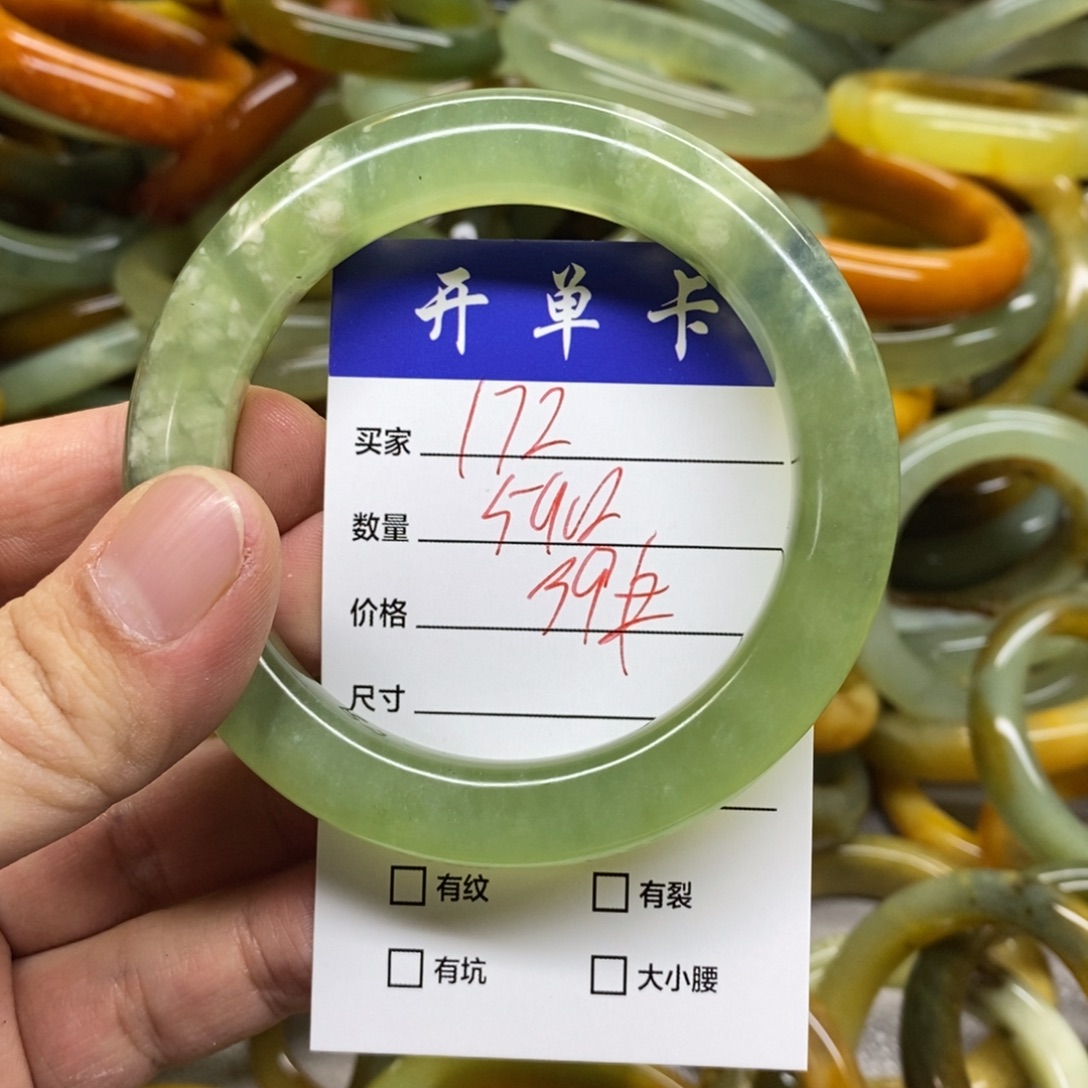 开单卡
买家 172
数量 5902
价格 39
尺寸
有纹 有裂
有坑 大小腰